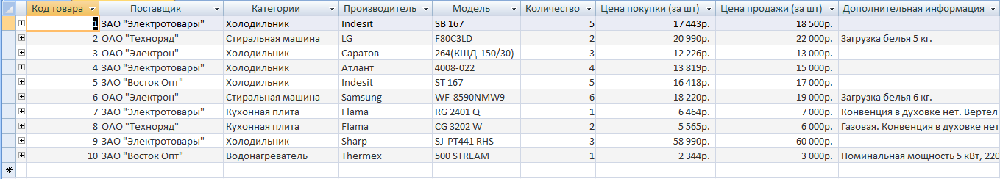 Код товара Поставщик Категории Производитель Модель Количество Цена покупки (за шт) Цена продажи (за шт) Дополнительная информация
1 ЗАО "Электротовары" Холодильник Indesit SB 167 5 17 443р. 18 500р.
2 ОАО "Техноряд" Стиральная машина LG F80C3LD 2 20 990р. 22 000р. Загрузка белья 5 кг.
3 ОАО "Электрон" Холодильник Саратов 264(КШД-150/30) 3 12 226р. 13 000р.
4 ЗАО "Электротовары" Холодильник Атлант 4008-022 4 13 819р. 15 000р.
5 ЗАО "Восток Опт" Холодильник Indesit ST 167 5 16 418р. 17 000р.
6 ОАО "Электрон" Стиральная машина Samsung WF-8590NMW9 6 18 220р. 19 000р. Загрузка белья 6 кг.
7 ЗАО "Электротовары" Кухонная плита Flama RG 2401 Q 1 6 464р. 7 000р. Конвенция в духовке нет. Вертел
8 ОАО "Техноряд" Кухонная плита Flama CG 3202 W 2 5 565р. 6 000р. Газовая. Конвенция в духовке нет
9 ЗАО "Электротовары" Холодильник Sharp SJ-PT441 RHS 3 58 990р. 60 000р.
10 ЗАО "Восток Опт" Водонагреватель Thermex 500 STREAM 1 2 344р. 3 000р. Номинальная мощность 5 кВт, 220